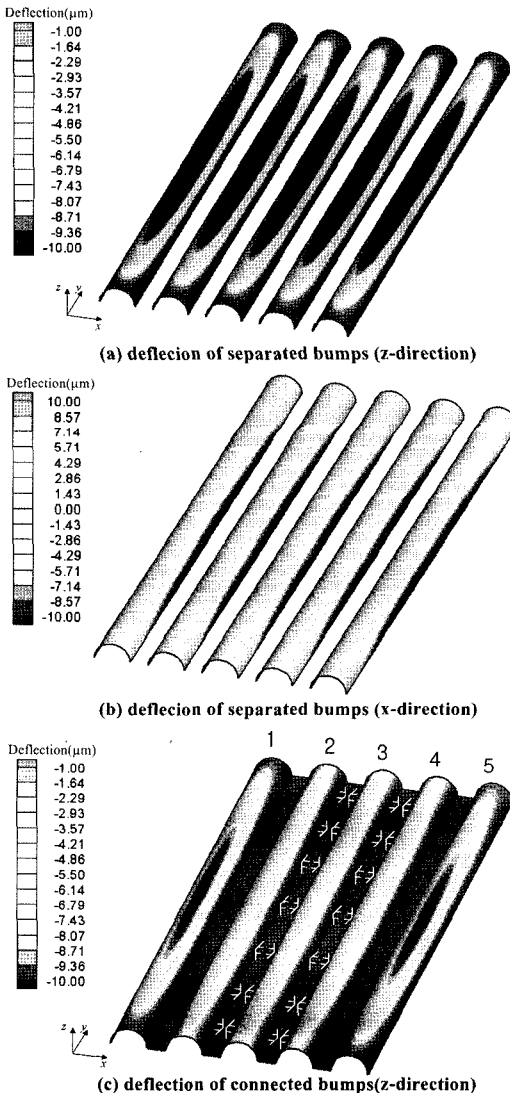 Deflection(μm)
-1.00
-1.64
-2.29
-2.93
-3.57
-4.21
-4.86
-5.50
-6.14
-6.79
-7.43
-8.07
-8.71
-9.36
-10.00
z
y
x
(a) deflecion of separated bumps (z-direction)
Deflection(μm)
10.00
8.57
7.14
5.71
4.29
2.86
1.43
0.00
-1.43
-2.86
-4.29
-5.71
-7.14
-8.57
-10.00
z
y
x
(b) deflecion of separated bumps (x-direction)
Deflection(μm)
-1.00
-1.64
-2.29
-2.93
-3.57
-4.21
-4.86
-5.50
-6.14
-6.79
-7.43
-8.07
-8.71
-9.36
-10.00
1 2 3 4 5
z
y
x
(c) deflection of connected bumps(z-direction)